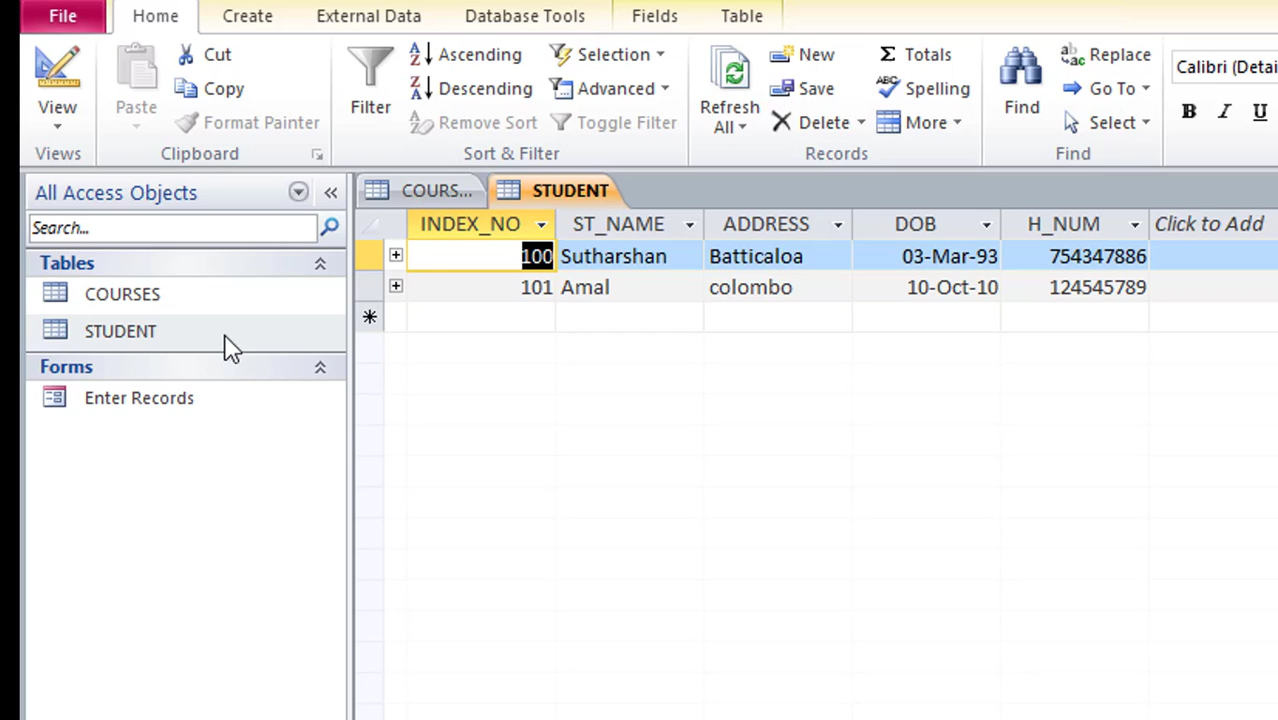 File Home Create External Data Database Tools Fields Table
View Paste Cut Copy Format Painter Filter Ascending Descending Remove Sort Selection Advanced Toggle Filter Refresh All New Save Delete Totals Spelling More Find Replace Go To Select Calibri (Detai B I U
Views Clipboard Sort & Filter Records Find
All Access Objects
Search...
Tables
COURSES
STUDENT
Forms
Enter Records
COURS... STUDENT
INDEX_NO ST_NAME ADDRESS DOB H_NUM Click to Add
100 Sutharshan Batticaloa 03-Mar-93 754347886
101 Amal colombo 10-Oct-10 124545789